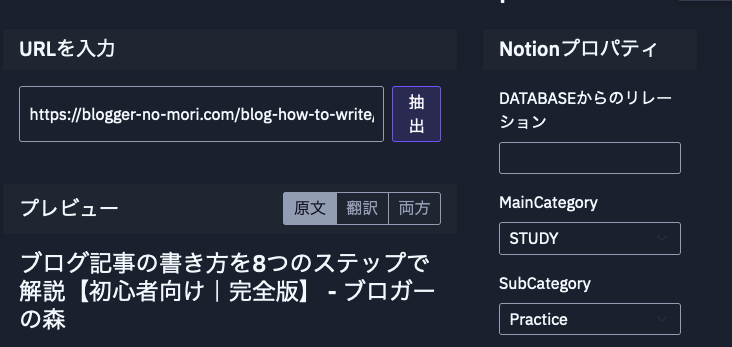 URLを入力
https://blogger-no-mori.com/blog-how-to-write/
抽
出
プレビュー
原文 翻訳 両方
ブログ記事の書き方を8つのステップで
解説【初心者向け｜完全版】 - ブロガー
の森
Notionプロパティ
DATABASEからのリレー
ション
MainCategory
STUDY
SubCategory
Practice